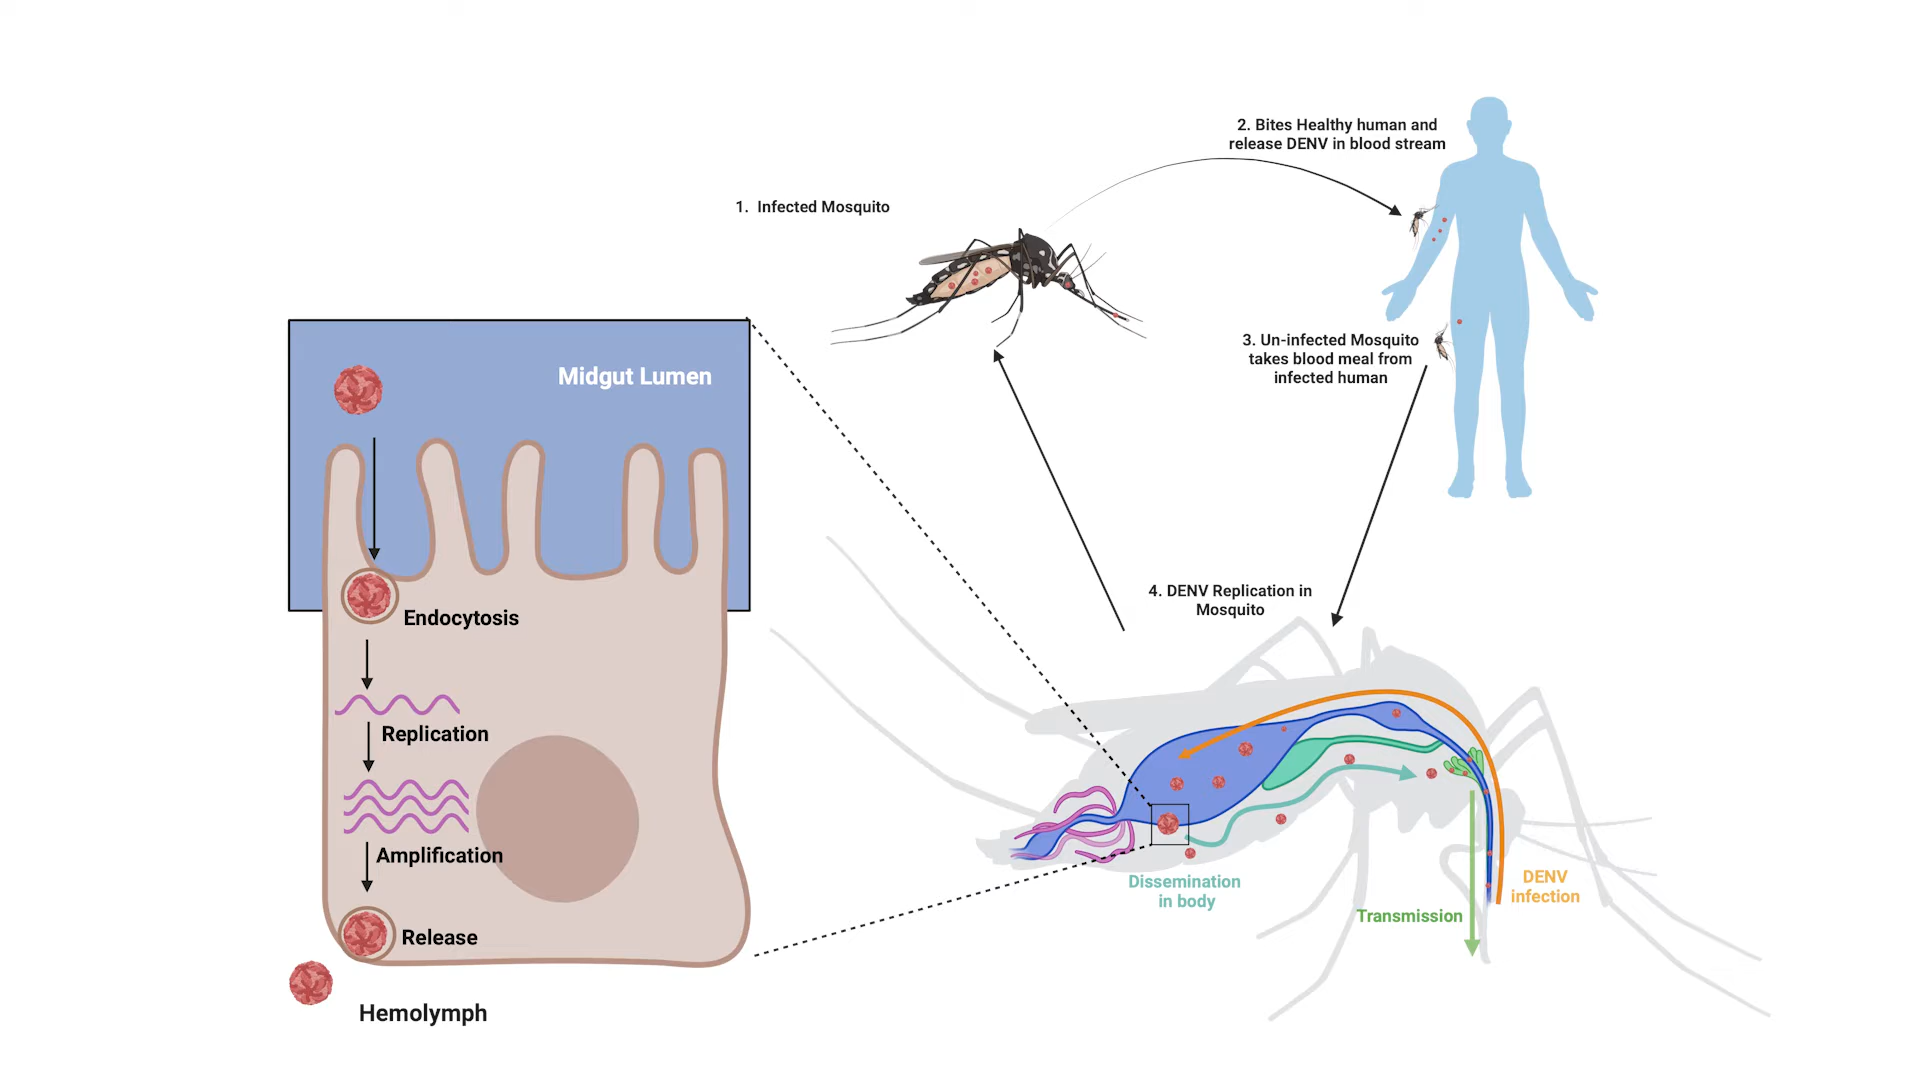 1. Infected Mosquito
2. Bites Healthy human and
release DENV in blood stream
3. Un-infected Mosquito
takes blood meal from
infected human
4. DENV Replication in
Mosquito
Midgut Lumen
Endocytosis
Replication
Amplification
Release
Hemolymph
Dissemination
in body
Transmission
DENV
infection